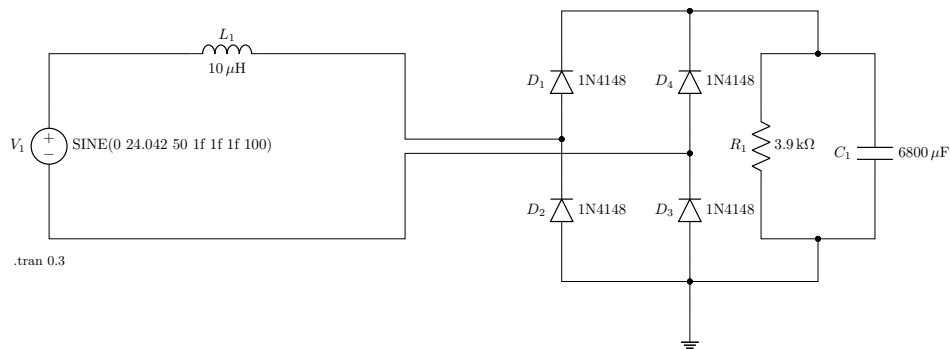 L₁
10 µH
D₁ 1N4148
D₄ 1N4148
V₁
+
−
SINE(0 24.042 50 1f 1f 1f 100)
R₁ 3.9 kΩ
C₁ 6800 µF
D₂ 1N4148
D₃ 1N4148
.tran 0.3